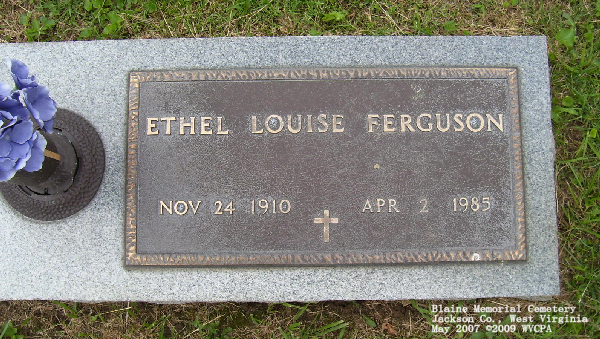 ETHEL LOUISE FERGUSON
NOV 24 1910 APR 2 1985
Blaine Memorial Cemetery
Jackson Co., West Virginia
May 2007 ©2009 WVCPA